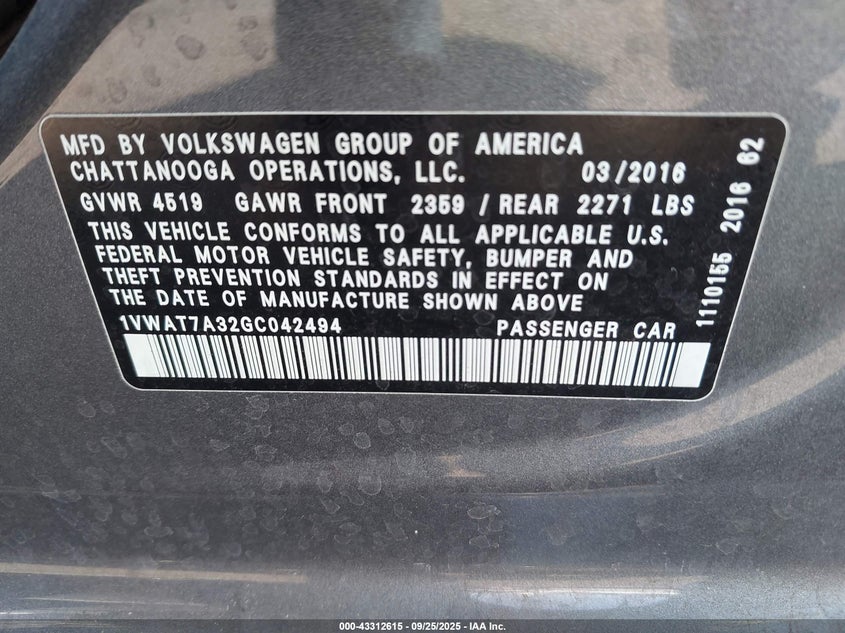 MFD BY VOLKSWAGEN GROUP OF AMERICA
CHATTANOOGA OPERATIONS, LLC. 03/2016
GVWR 4519 GAWR FRONT 2359 / REAR 2271 LBS
THIS VEHICLE CONFORMS TO ALL APPLICABLE U.S.
FEDERAL MOTOR VEHICLE SAFETY, BUMPER AND
THEFT PREVENTION STANDARDS IN EFFECT ON
THE DATE OF MANUFACTURE SHOWN ABOVE
1VWAT7A32GC042494 PASSENGER CAR
1110155 2016 62
000-43312615 - 09/25/2025 - IAA Inc.